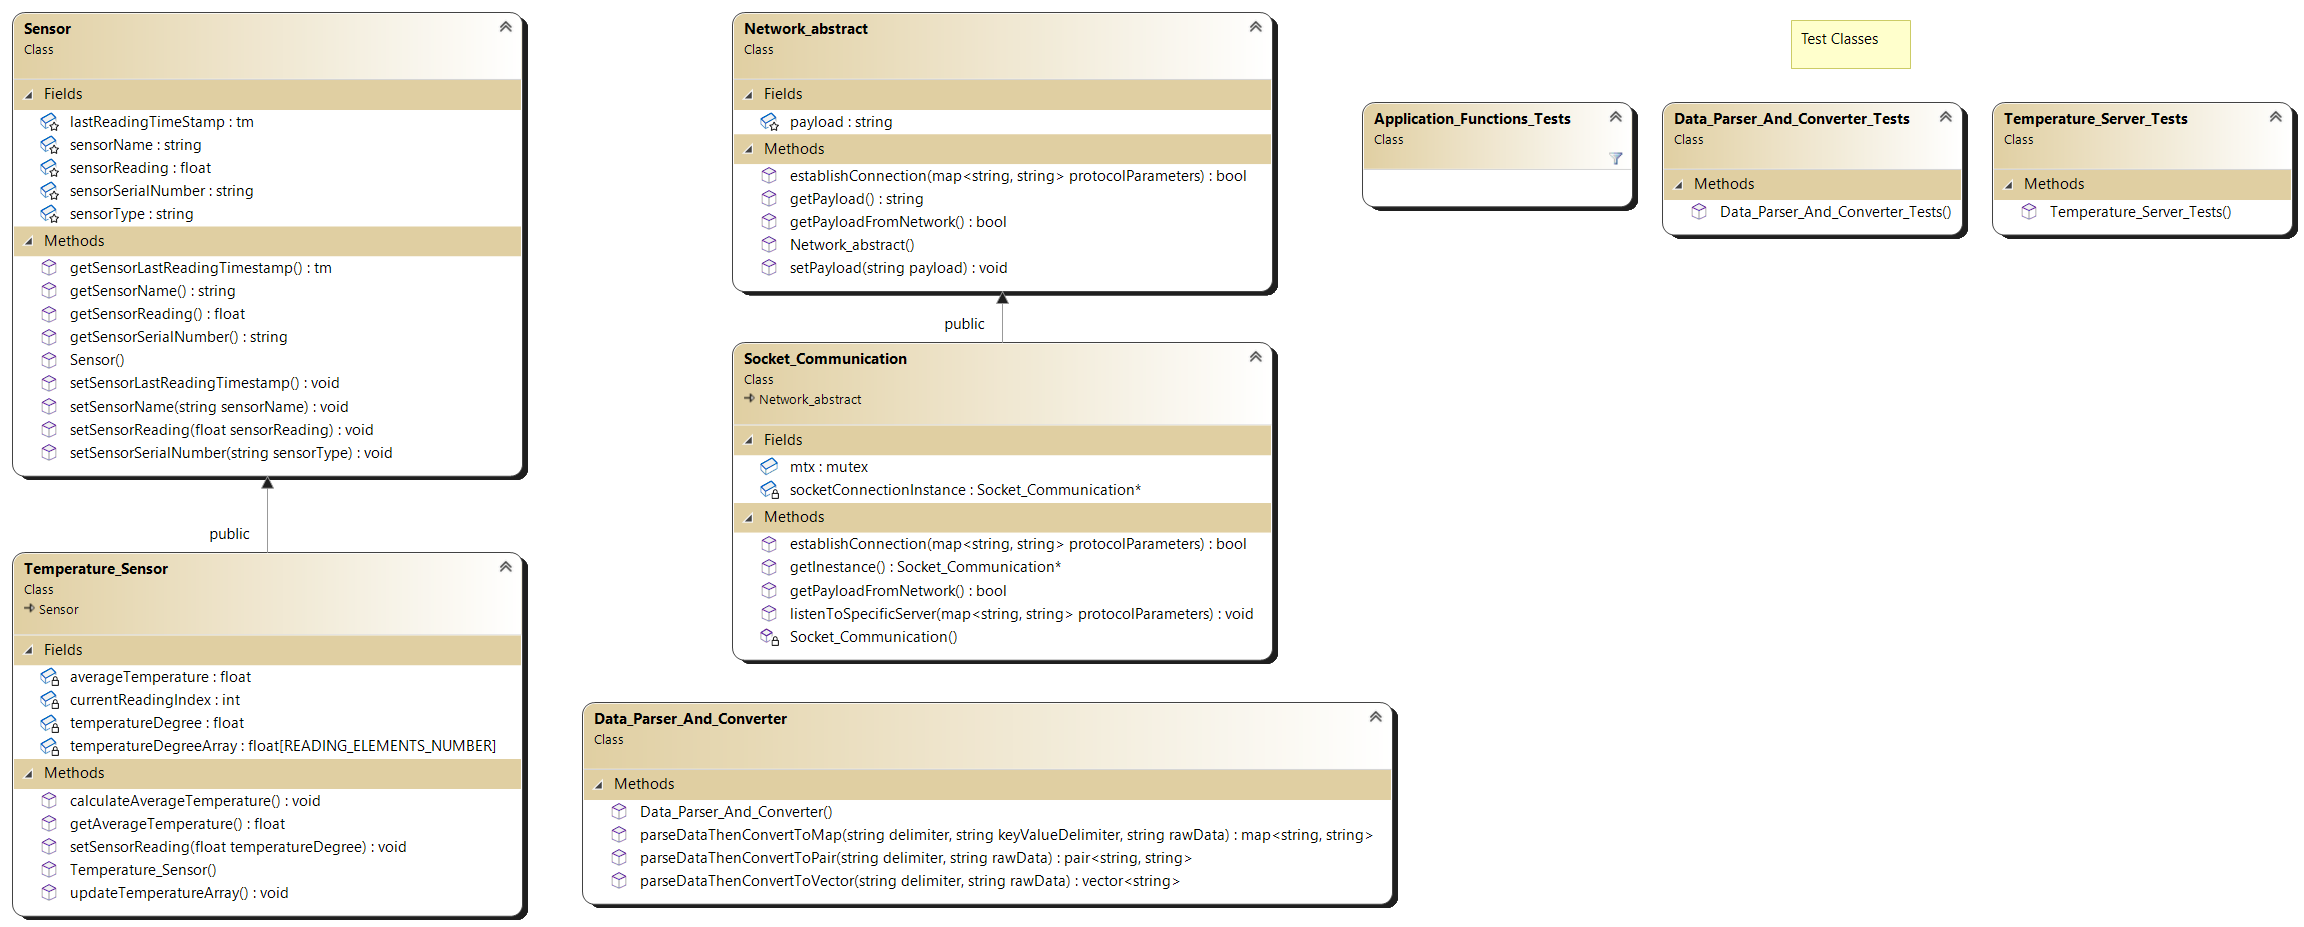 Sensor
Class
Fields
lastReadingTimeStamp : tm
sensorName : string
sensorReading : float
sensorSerialNumber : string
sensorType : string
Methods
getSensorLastReadingTimestamp() : tm
getSensorName() : string
getSensorReading() : float
getSensorSerialNumber() : string
Sensor()
setSensorLastReadingTimestamp() : void
setSensorName(string sensorName) : void
setSensorReading(float sensorReading) : void
setSensorSerialNumber(string sensorType) : void
public
Temperature_Sensor
Class
Sensor
Fields
averageTemperature : float
currentReadingIndex : int
temperatureDegree : float
temperatureDegreeArray : float[READING_ELEMENTS_NUMBER]
Methods
calculateAverageTemperature() : void
getAverageTemperature() : float
setSensorReading(float temperatureDegree) : void
Temperature_Sensor()
updateTemperatureArray() : void
Network_abstract
Class
Fields
payload : string
Methods
establishConnection(map<string, string> protocolParameters) : bool
getPayload() : string
getPayloadFromNetwork() : bool
Network_abstract()
setPayload(string payload) : void
public
Socket_Communication
Class
Network_abstract
Fields
mtx : mutex
socketConnectionInstance : Socket_Communication*
Methods
establishConnection(map<string, string> protocolParameters) : bool
getInestance() : Socket_Communication*
getPayloadFromNetwork() : bool
listenToSpecificServer(map<string, string> protocolParameters) : void
Socket_Communication()
Data_Parser_And_Converter
Class
Methods
Data_Parser_And_Converter()
parseDataThenConvertToMap(string delimiter, string keyValueDelimiter, string rawData) : map<string, string>
parseDataThenConvertToPair(string delimiter, string rawData) : pair<string, string>
parseDataThenConvertToVector(string delimiter, string rawData) : vector<string>
Test Classes
Application_Functions_Tests
Class
Data_Parser_And_Converter_Tests
Class
Methods
Data_Parser_And_Converter_Tests()
Temperature_Server_Tests
Class
Methods
Temperature_Server_Tests()